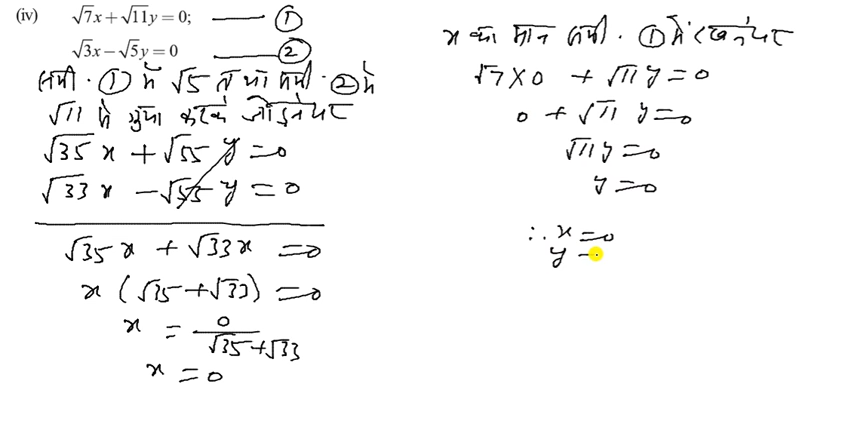 (iv) √7x + √11y = 0; ——— ①
√3x − √5y = 0 ——— ②
समी. ① में √5 तथा समी. ② में
√11 से गुणा करके जोड़ने पर
√35 x + √55 y = 0
√33 x − √55 y = 0
√35 x + √33 x = 0
x (√35 + √33) = 0
x = 0 / √35 + √33
x = 0
x का मान समी. ① में रखने पर
√7 × 0 + √11 y = 0
0 + √11 y = 0
√11 y = 0
y = 0
∴ x = 0
y =